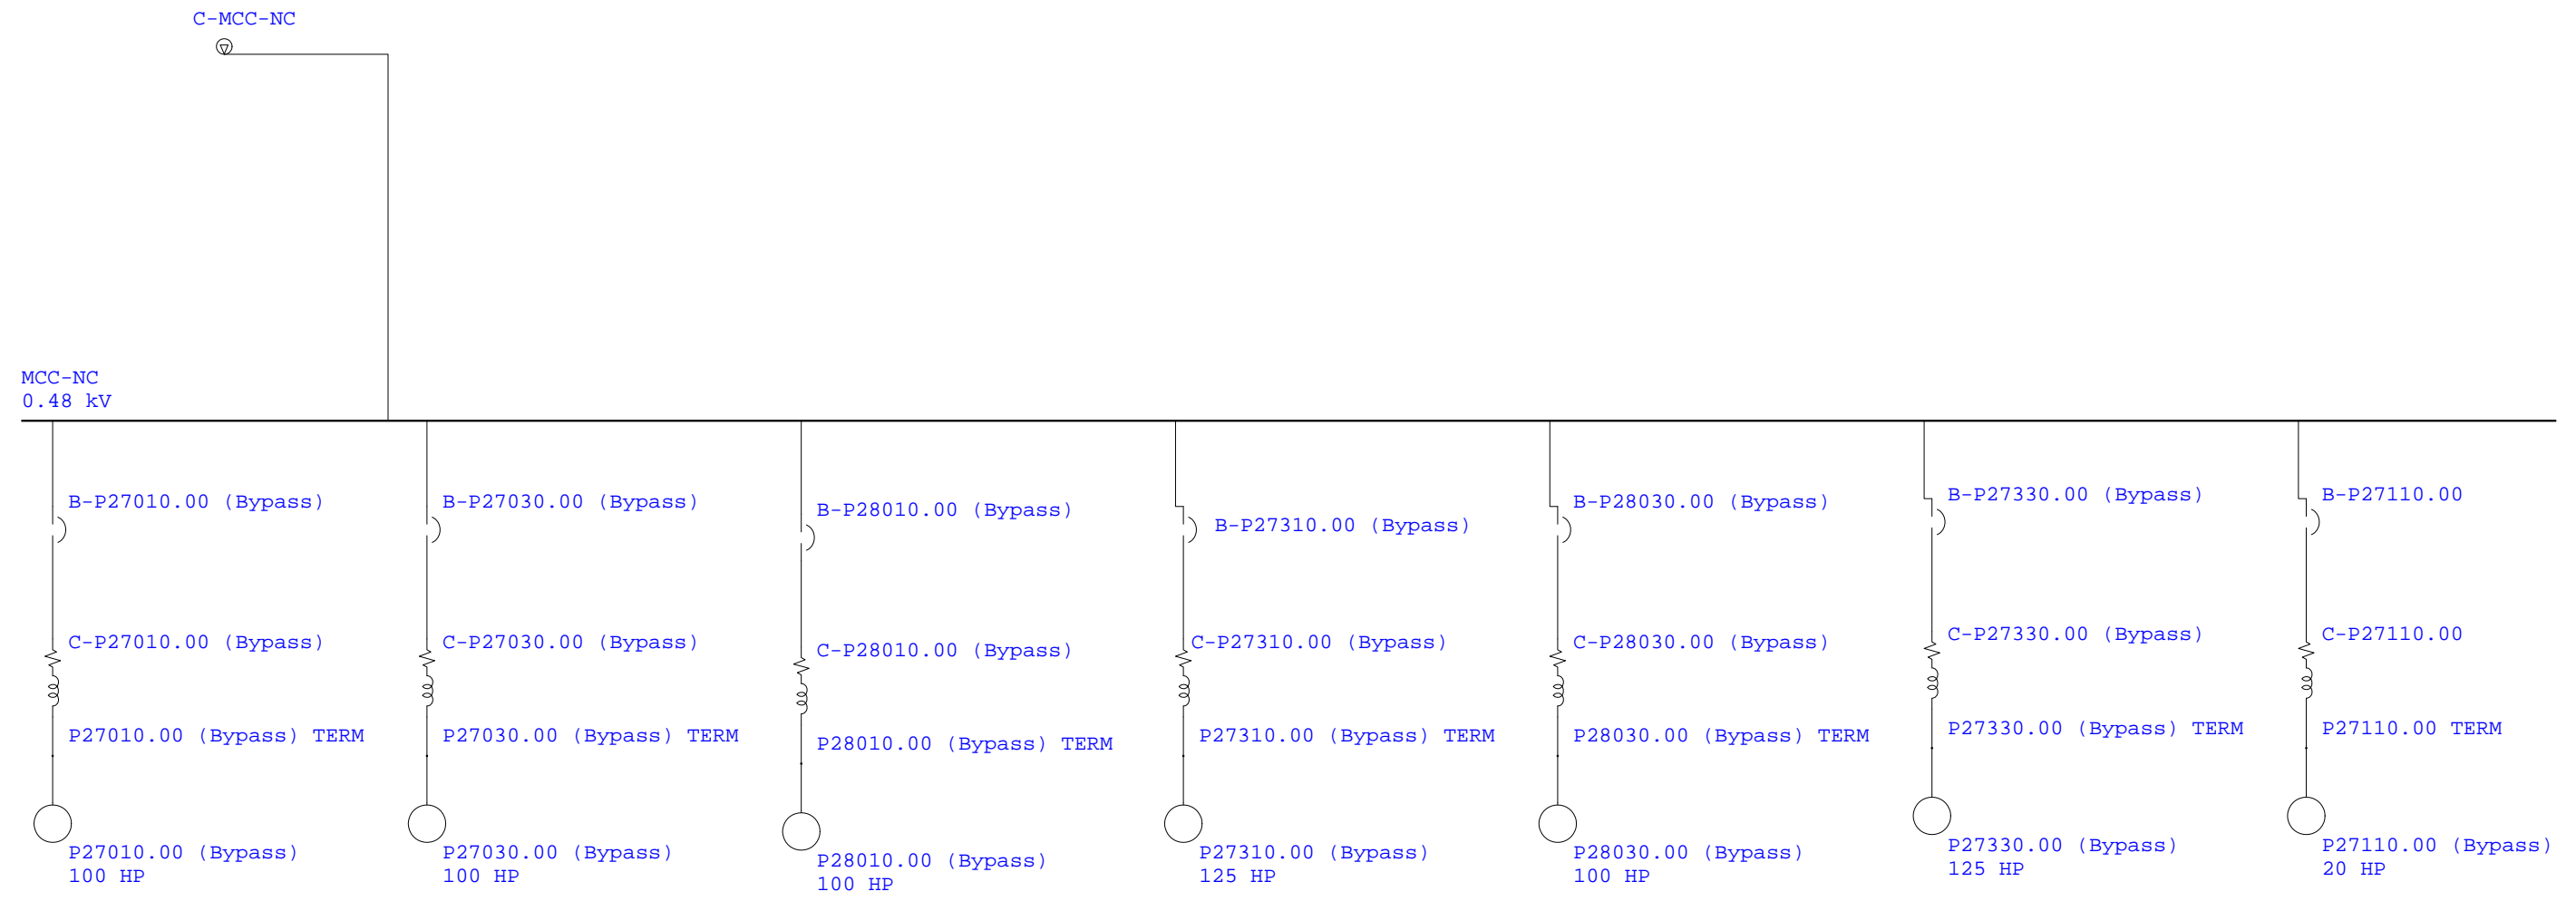 C-MCC-NC
MCC-NC
0.48 kV
B-P27010.00 (Bypass)
B-P27030.00 (Bypass)
B-P28010.00 (Bypass)
B-P27310.00 (Bypass)
B-P28030.00 (Bypass)
B-P27330.00 (Bypass)
B-P27110.00
C-P27010.00 (Bypass)
C-P27030.00 (Bypass)
C-P28010.00 (Bypass)
C-P27310.00 (Bypass)
C-P28030.00 (Bypass)
C-P27330.00 (Bypass)
C-P27110.00
P27010.00 (Bypass) TERM
P27030.00 (Bypass) TERM
P28010.00 (Bypass) TERM
P27310.00 (Bypass) TERM
P28030.00 (Bypass) TERM
P27330.00 (Bypass) TERM
P27110.00 TERM
P27010.00 (Bypass)
100 HP
P27030.00 (Bypass)
100 HP
P28010.00 (Bypass)
100 HP
P27310.00 (Bypass)
125 HP
P28030.00 (Bypass)
100 HP
P27330.00 (Bypass)
125 HP
P27110.00 (Bypass)
20 HP